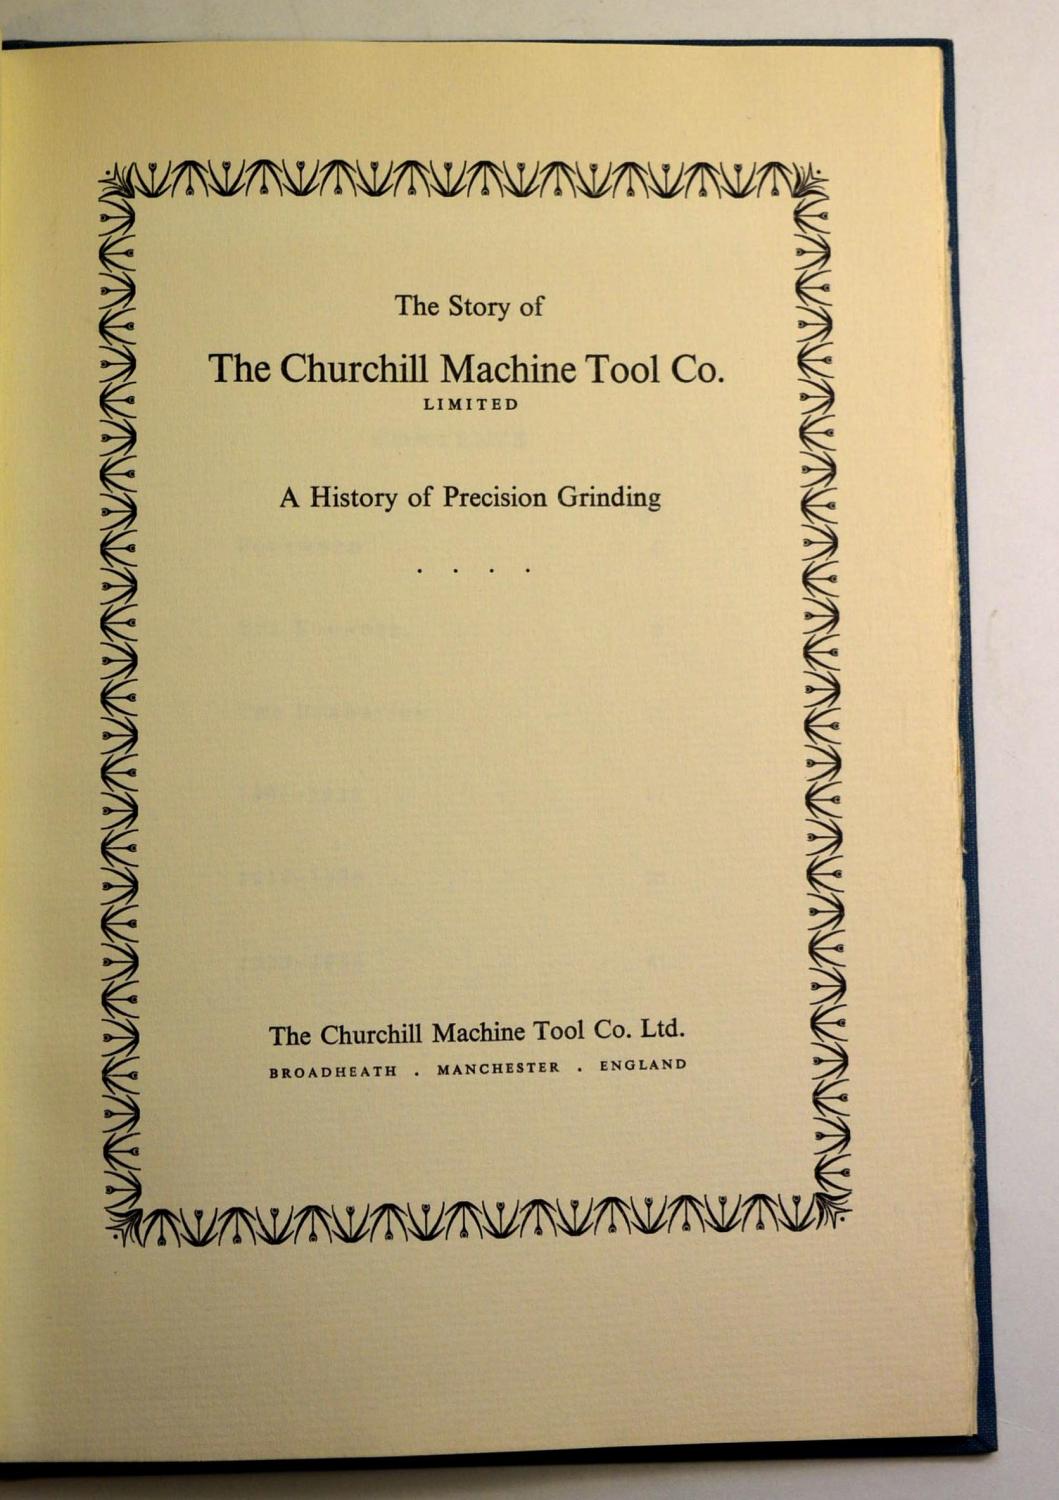 The Story of
The Churchill Machine Tool Co.
LIMITED
A History of Precision Grinding
. . . .
The Churchill Machine Tool Co. Ltd.
BROADHEATH . MANCHESTER . ENGLAND